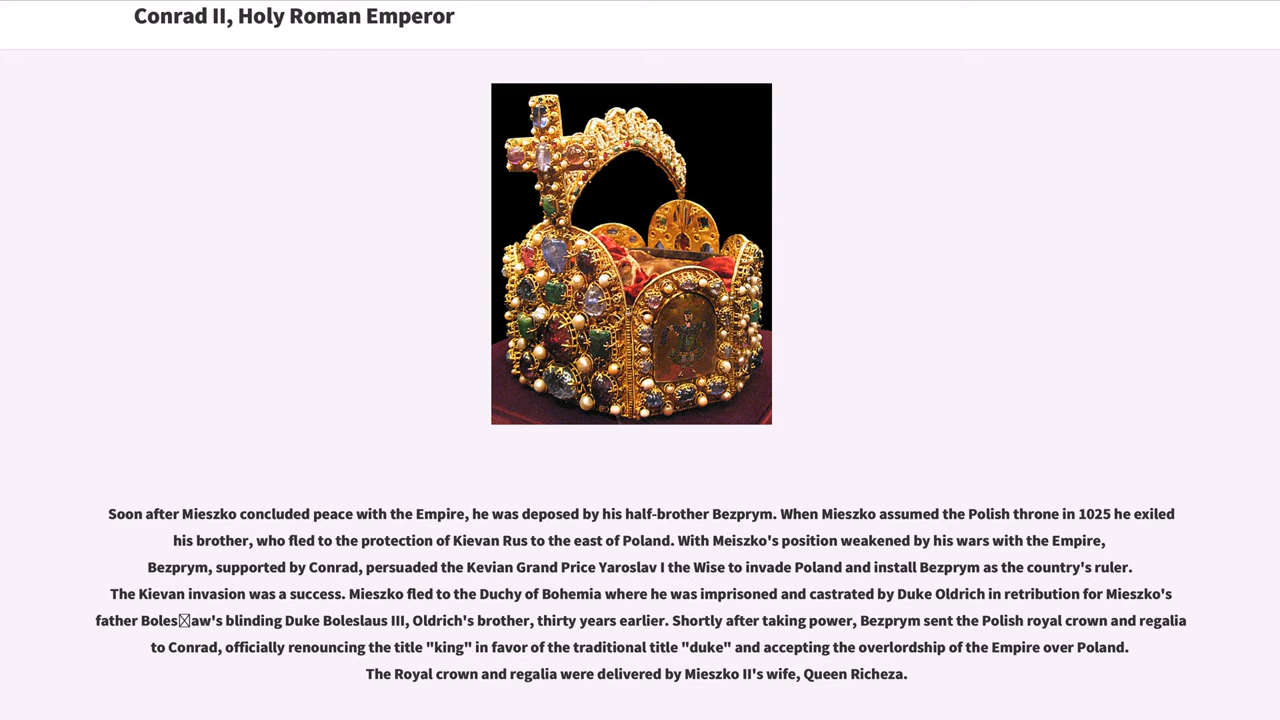 Conrad II, Holy Roman Emperor
Soon after Mieszko concluded peace with the Empire, he was deposed by his half-brother Bezprym. When Mieszko assumed the Polish throne in 1025 he exiled
his brother, who fled to the protection of Kievan Rus to the east of Poland. With Meiszko's position weakened by his wars with the Empire,
Bezprym, supported by Conrad, persuaded the Kevian Grand Price Yaroslav I the Wise to invade Poland and install Bezprym as the country's ruler.
The Kievan invasion was a success. Mieszko fled to the Duchy of Bohemia where he was imprisoned and castrated by Duke Oldrich in retribution for Mieszko's
father Boles☒aw's blinding Duke Boleslaus III, Oldrich's brother, thirty years earlier. Shortly after taking power, Bezprym sent the Polish royal crown and regalia
to Conrad, officially renouncing the title "king" in favor of the traditional title "duke" and accepting the overlordship of the Empire over Poland.
The Royal crown and regalia were delivered by Mieszko II's wife, Queen Richeza.